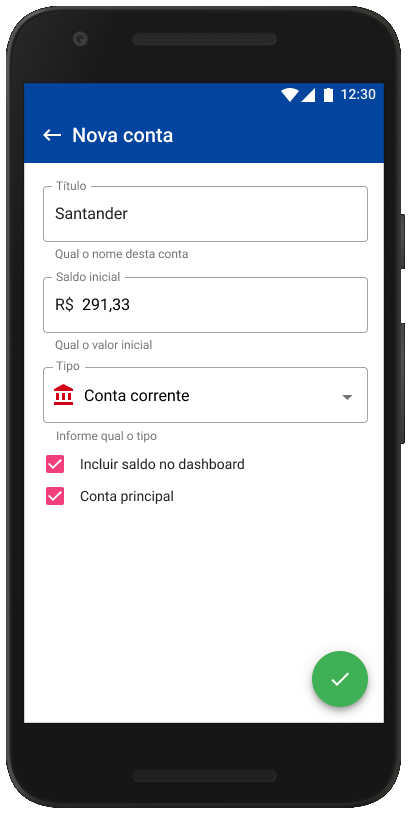 12:30
Nova conta
Título
Santander
Qual o nome desta conta
Saldo inicial
R$ 291,33
Qual o valor inicial
Tipo
Conta corrente
Informe qual o tipo
Incluir saldo no dashboard
Conta principal